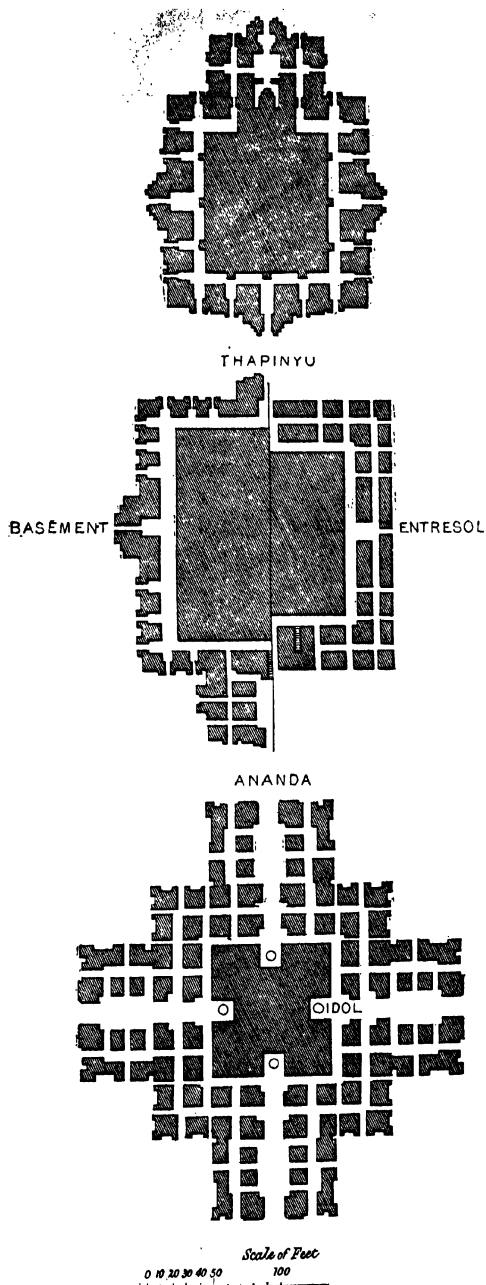 THAPINYU
BASEMENT ENTRESOL
ANANDA
IDOL
Scale of Feet
0 10 20 30 40 50 100